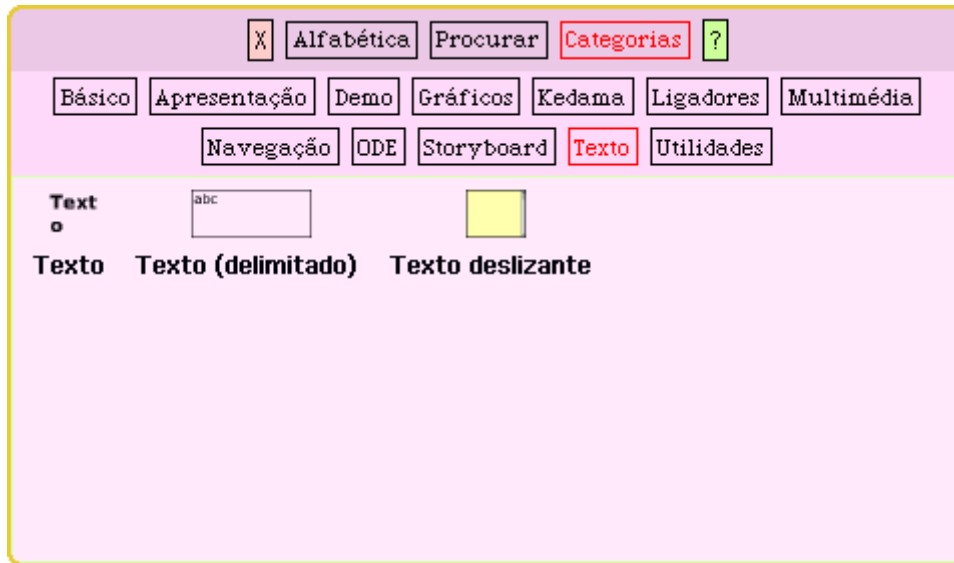 X Alfabética Procurar Categorias ?
Básico Apresentação Demo Gráficos Kedama Ligadores Multimédia
Navegação ODE Storyboard Texto Utilidades
Text
o
abc
Texto Texto (delimitado) Texto deslizante